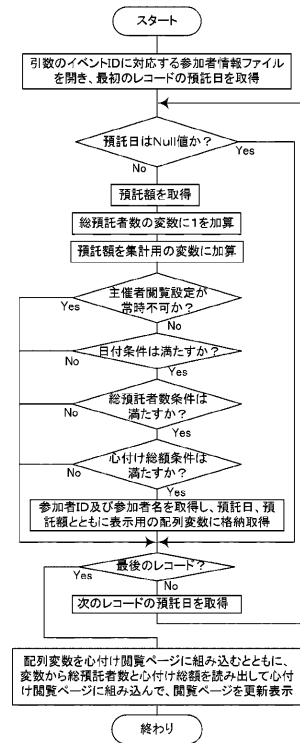 スタート
引数のイベントIDに対応する参加者情報ファイル
を開き、最初のレコードの預託日を取得
預託日はNull値か？
Yes
No
預託額を取得
総預託者数の変数に1を加算
預託額を集計用の変数に加算
主催者閲覧設定が
常時不可か？
Yes
No
日付条件は満たすか？
No
Yes
総預託者数条件は
満たすか？
No
Yes
心付け総額条件は
満たすか？
No
Yes
参加者ID及び参加者名を取得し、預託日、預
託額とともに表示用の配列変数に格納取得
最後のレコード？
Yes
No
次のレコードの預託日を取得
配列変数を心付け閲覧ページに組み込むとともに、
変数から総預託者数と心付け総額を読み出して心付
け閲覧ページに組み込んで、閲覧ページを更新表示
終わり